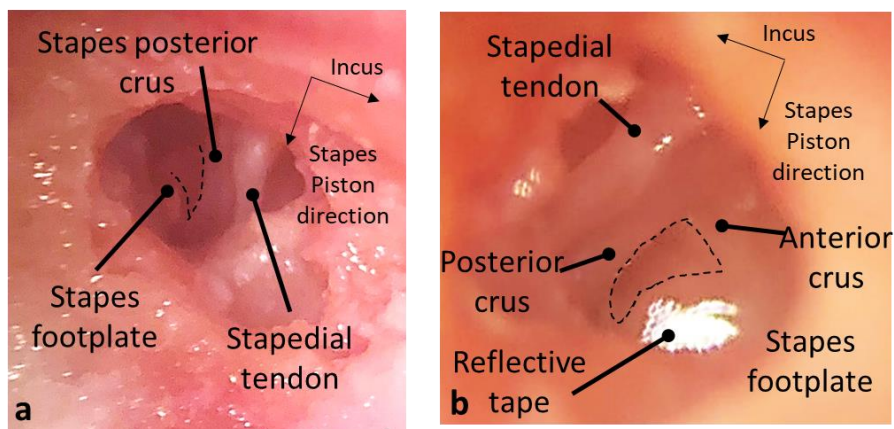 Stapes posterior
crus
Incus
Stapes
Piston
direction
Stapes
footplate
Stapedial
tendon
a
Stapedial
tendon
Incus
Stapes
Piston
direction
Posterior
crus
Anterior
crus
Reflective
tape
Stapes
footplate
b